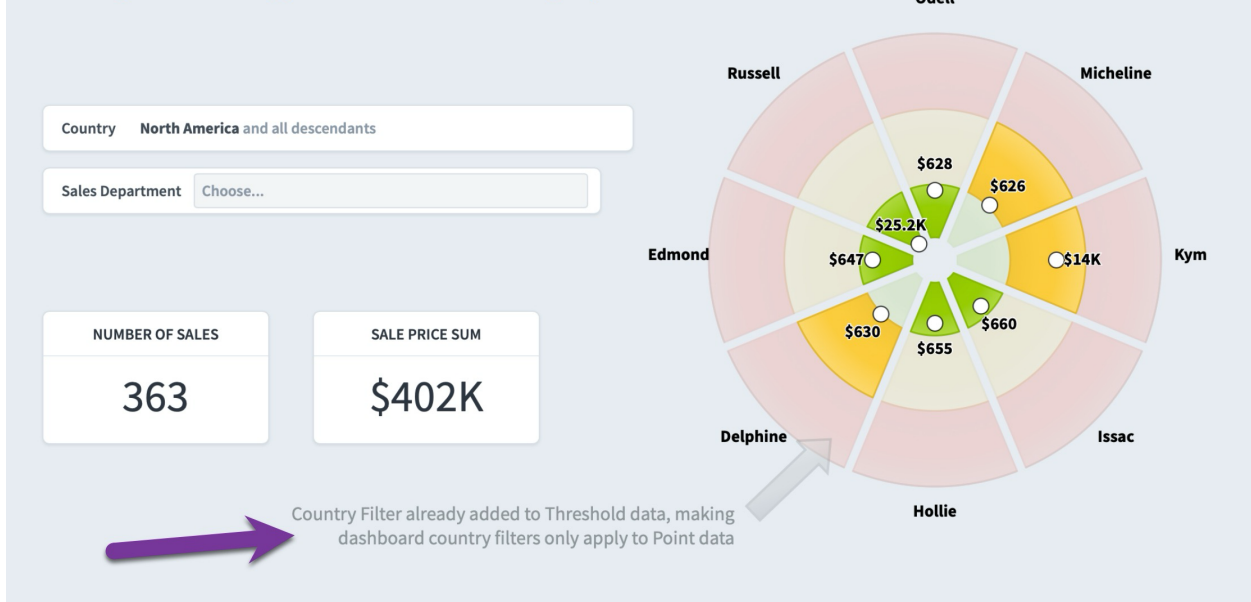 Udell
Russell
Micheline
Country North America and all descendants
$628
Sales Department Choose...
$626
$25.2K
Edmond
$647
$14K
Kym
$630
$660
$655
NUMBER OF SALES
363
SALE PRICE SUM
$402K
Delphine
Issac
Hollie
Country Filter already added to Threshold data, making
dashboard country filters only apply to Point data